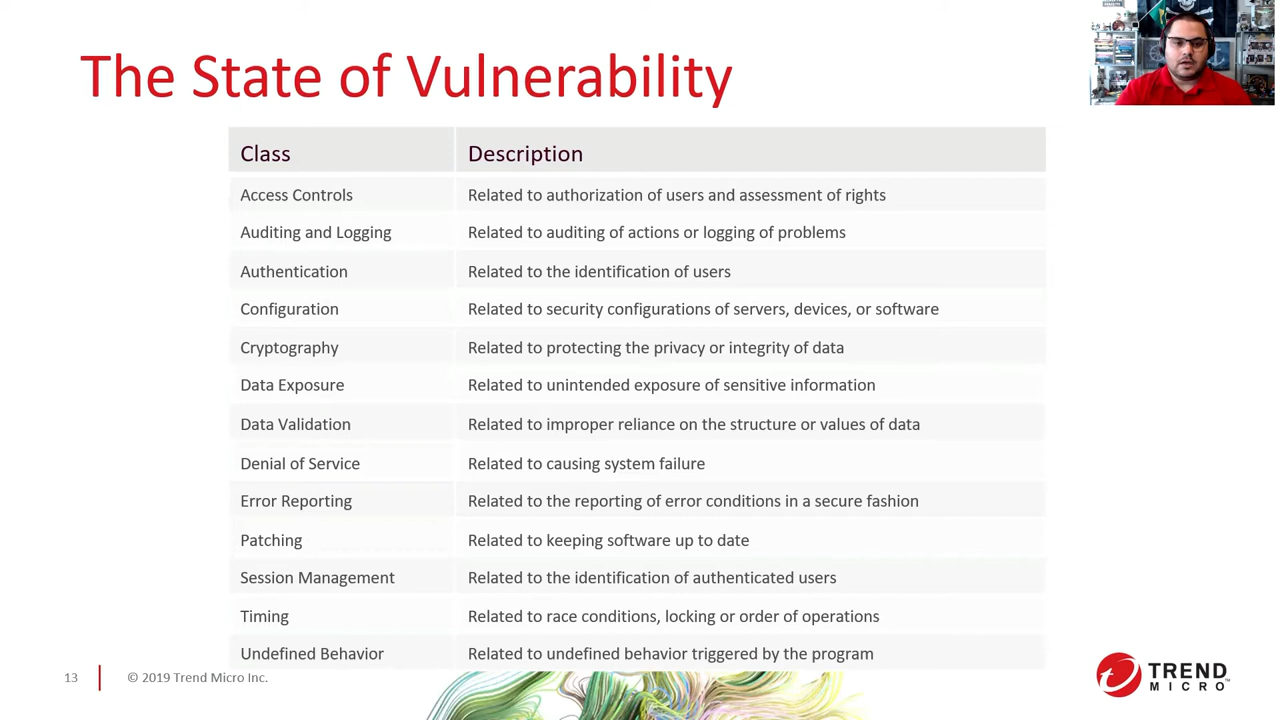 The State of Vulnerability
Class Description
Access Controls Related to authorization of users and assessment of rights
Auditing and Logging Related to auditing of actions or logging of problems
Authentication Related to the identification of users
Configuration Related to security configurations of servers, devices, or software
Cryptography Related to protecting the privacy or integrity of data
Data Exposure Related to unintended exposure of sensitive information
Data Validation Related to improper reliance on the structure or values of data
Denial of Service Related to causing system failure
Error Reporting Related to the reporting of error conditions in a secure fashion
Patching Related to keeping software up to date
Session Management Related to the identification of authenticated users
Timing Related to race conditions, locking or order of operations
Undefined Behavior Related to undefined behavior triggered by the program
13 © 2019 Trend Micro Inc.
TREND
MICRO™